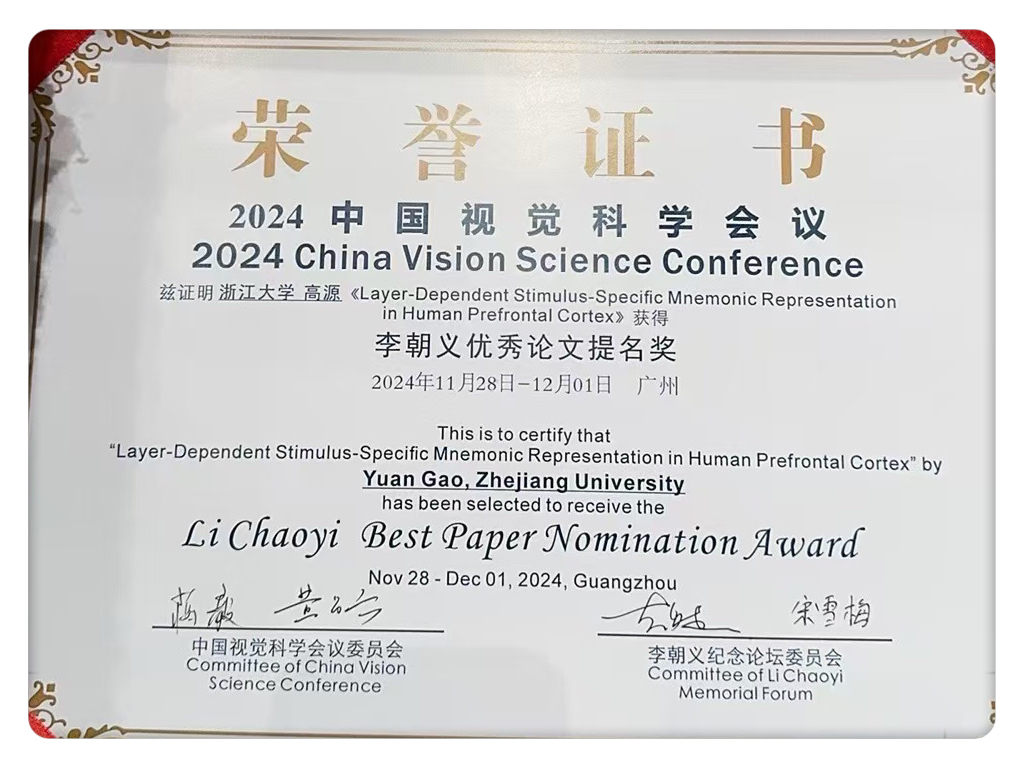 荣誉证书
2024 中国视觉科学会议
2024 China Vision Science Conference
兹证明 浙江大学 高源《Layer-Dependent Stimulus-Specific Mnemonic Representation
in Human Prefrontal Cortex》获得
李朝义优秀论文提名奖
2024年11月28日-12月01日 广州
This is to certify that
“Layer-Dependent Stimulus-Specific Mnemonic Representation in Human Prefrontal Cortex” by
Yuan Gao, Zhejiang University
has been selected to receive the
Li Chaoyi Best Paper Nomination Award
Nov 28 - Dec 01, 2024, Guangzhou
宋雪梅
中国视觉科学会议委员会
Committee of China Vision
Science Conference
李朝义纪念论坛委员会
Committee of Li Chaoyi
Memorial Forum